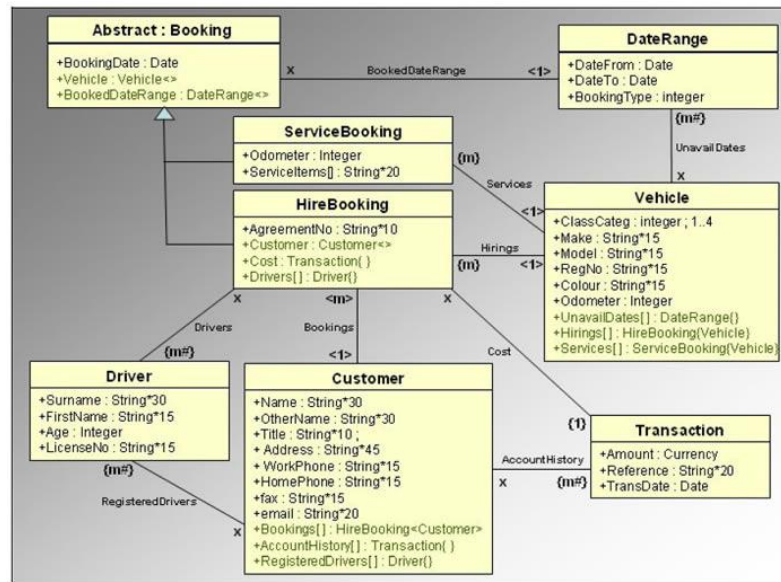 Abstract : Booking
+BookingDate : Date
+Vehicle : Vehicle<>
+BookedDateRange : DateRange<>
x
BookedDateRange
<1>
DateRange
+DateFrom : Date
+DateTo : Date
+BookingType : integer
{m#}
UnavailDates
x
ServiceBooking
+Odometer : Integer
+ServiceItems[] : String*20
{m}
Services
<1>
HireBooking
+AgreementNo : String*10
+Customer : Customer<>
+Cost : Transaction{ }
+Drivers[ ] : Driver{}
{m}
Hirings
<1>
Vehicle
+ClassCateg : integer ; 1..4
+Make : String*15
+Model : String*15
+RegNo : String*15
+Colour : String*15
+Odometer : Integer
+UnavailDates[] : DateRange{}
+Hirings[] : HireBooking{Vehicle}
+Services[] : ServiceBooking{Vehicle}
x
<m>
x
Drivers
Bookings
Cost
{m#}
<1>
{1}
Driver
+Surname : String*30
+FirstName : String*15
+Age : Integer
+LicenseNo : String*15
{m#}
RegisteredDrivers
x
Customer
+Name : String*30
+OtherName : String*30
+Title : String*10 ;
+ Address : String*45
+ WorkPhone : String*15
+HomePhone : String*15
+fax : String*15
+email : String*20
+Bookings[] : HireBooking<Customer>
+AccountHistory[] : Transaction{ }
+RegisteredDrivers[] : Driver{}
AccountHistory
x
{m#}
Transaction
+Amount : Currency
+Reference : String*20
+TransDate : Date